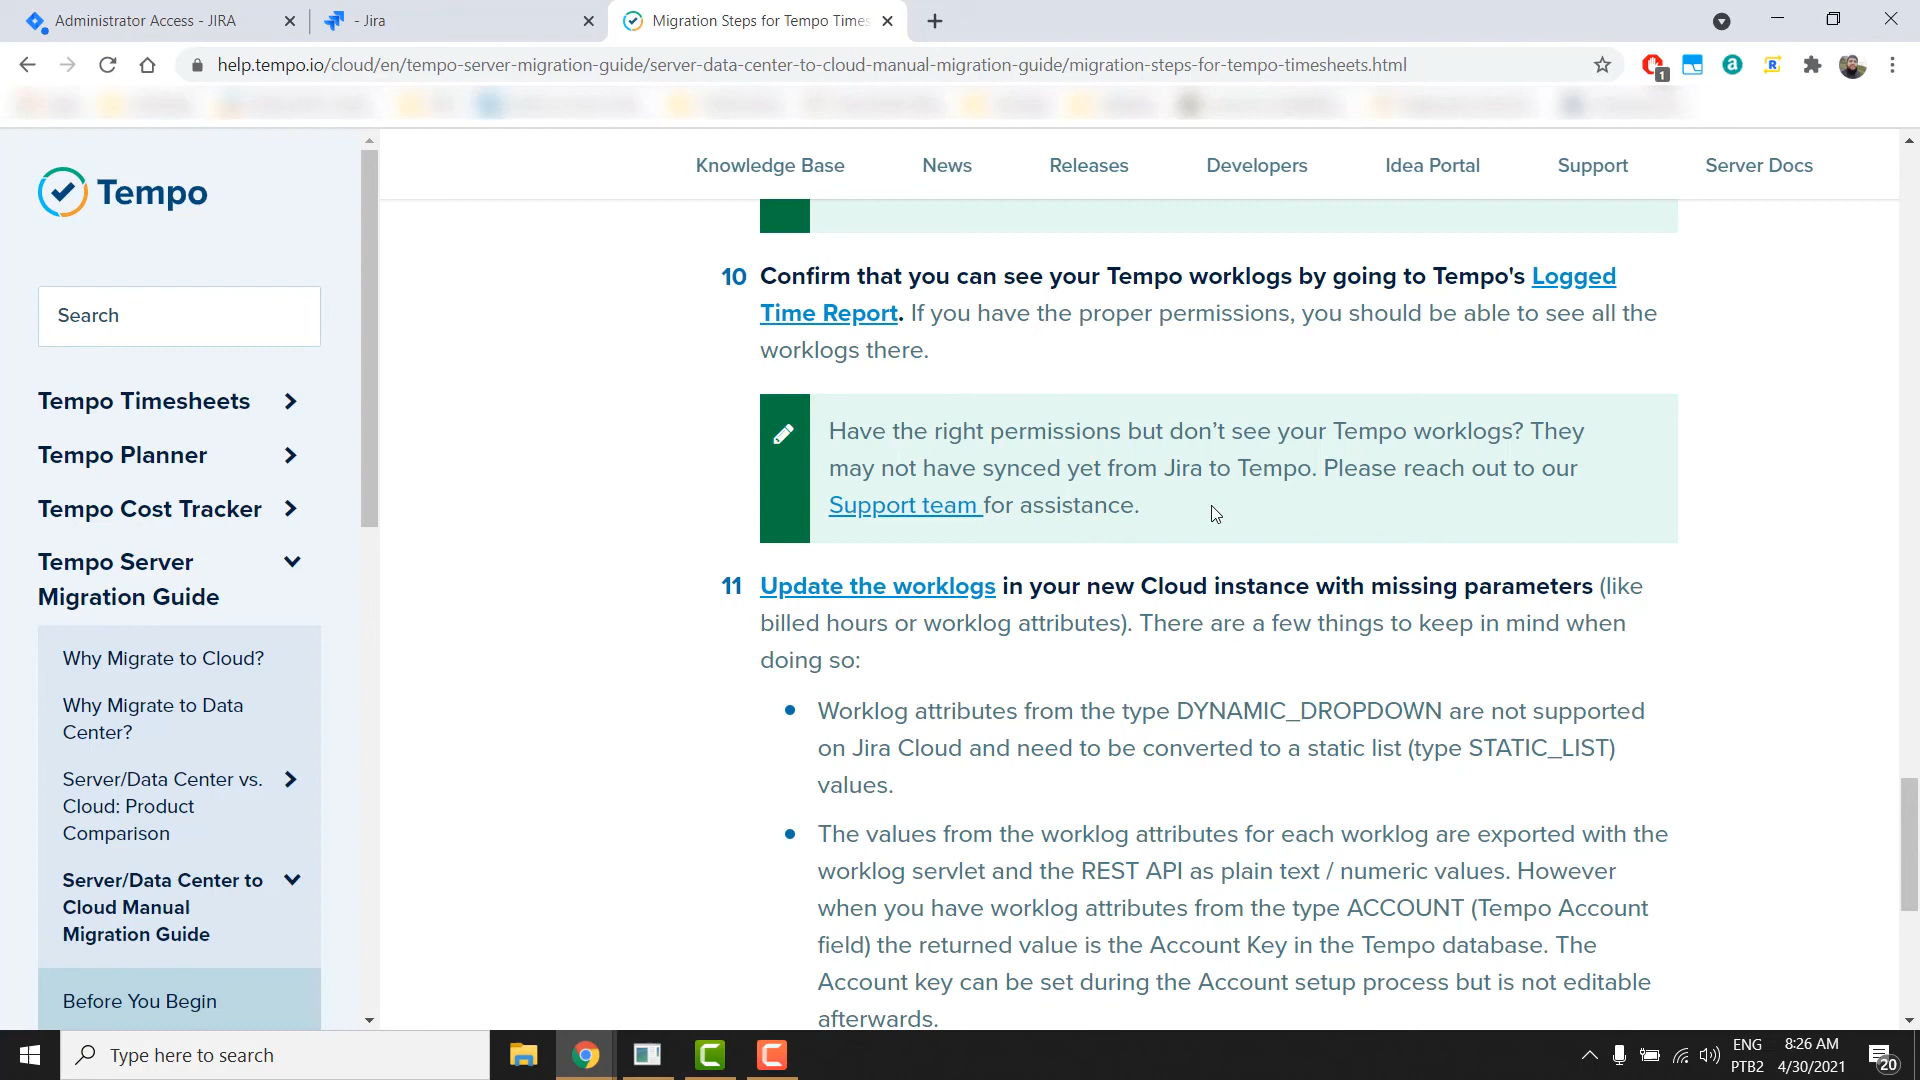 Administrator Access - JIRA
- Jira
Migration Steps for Tempo Times
help.tempo.io/cloud/en/tempo-server-migration-guide/server-data-center-to-cloud-manual-migration-guide/migration-steps-for-tempo-timesheets.html
1
a
R
Tempo
Knowledge Base
News
Releases
Developers
Idea Portal
Support
Server Docs
Search
Tempo Timesheets
Tempo Planner
Tempo Cost Tracker
Tempo Server
Migration Guide
Why Migrate to Cloud?
Why Migrate to Data
Center?
Server/Data Center vs.
Cloud: Product
Comparison
Server/Data Center to
Cloud Manual
Migration Guide
Before You Begin
10 Confirm that you can see your Tempo worklogs by going to Tempo's Logged
Time Report. If you have the proper permissions, you should be able to see all the
worklogs there.
Have the right permissions but don't see your Tempo worklogs? They
may not have synced yet from Jira to Tempo. Please reach out to our
Support team for assistance.
11 Update the worklogs in your new Cloud instance with missing parameters (like
billed hours or worklog attributes). There are a few things to keep in mind when
doing so:
Worklog attributes from the type DYNAMIC_DROPDOWN are not supported
on Jira Cloud and need to be converted to a static list (type STATIC_LIST)
values.
The values from the worklog attributes for each worklog are exported with the
worklog servlet and the REST API as plain text / numeric values. However
when you have worklog attributes from the type ACCOUNT (Tempo Account
field) the returned value is the Account Key in the Tempo database. The
Account key can be set during the Account setup process but is not editable
afterwards.
Type here to search
ENG
PTB2
8:26 AM
4/30/2021
20